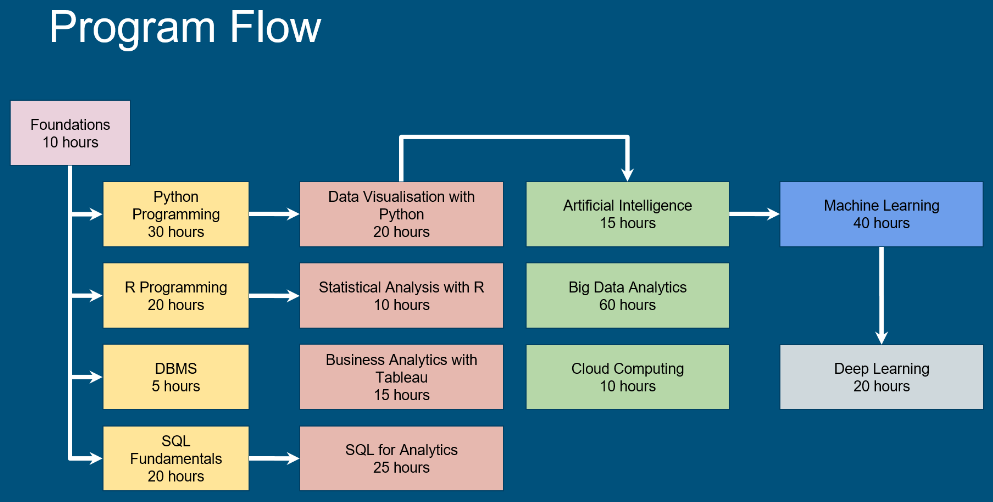 Program Flow
Foundations
10 hours
Python
Programming
30 hours
Data Visualisation with
Python
20 hours
Artificial Intelligence
15 hours
Machine Learning
40 hours
R Programming
20 hours
Statistical Analysis with R
10 hours
Big Data Analytics
60 hours
DBMS
5 hours
Business Analytics with
Tableau
15 hours
Cloud Computing
10 hours
Deep Learning
20 hours
SQL
Fundamentals
20 hours
SQL for Analytics
25 hours